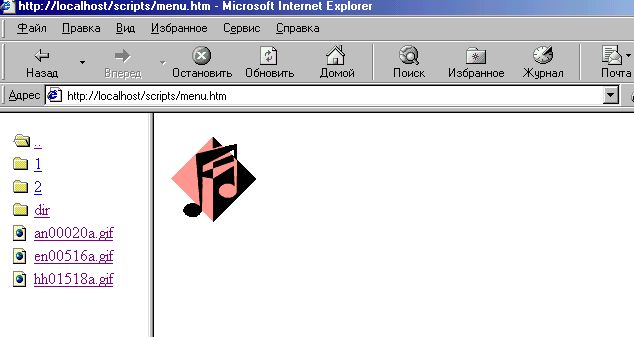 http://localhost/scripts/menu.htm - Microsoft Internet Explorer
Файл Правка Вид Избранное Сервис Справка
Назад Вперед Остановить Обновить Домой Поиск Избранное Журнал Почта
Адрес http://localhost/scripts/menu.htm
..
1
2
dir
an00020a.gif
en00516a.gif
hh01518a.gif